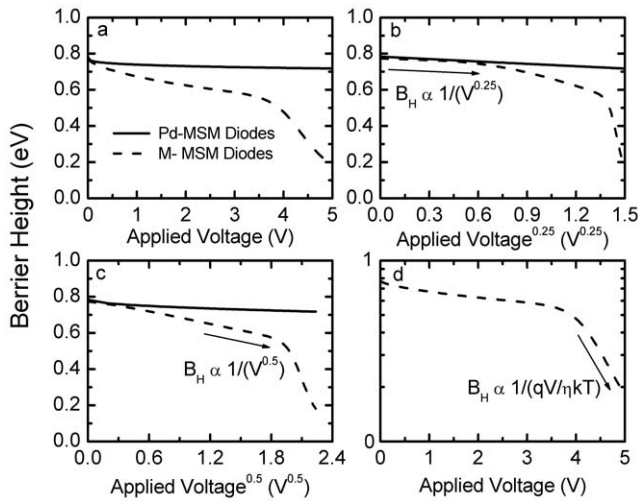 Berrier Height (eV)
a
1.0
0.8
0.6
0.4
0.2
0.0
Pd-MSM Diodes
M- MSM Diodes
0 1 2 3 4 5
Applied Voltage (V)
b
1.0
0.8
0.6
0.4
0.2
0.0
B_H α 1/(V^0.25)
0.0 0.3 0.6 0.9 1.2 1.5
Applied Voltage^0.25 (V^0.25)
c
1.0
0.8
0.6
0.4
0.2
0.0
B_H α 1/(V^0.5)
0.0 0.6 1.2 1.8 2.4
Applied Voltage^0.5 (V^0.5)
d
1
0
B_H α 1/(qV/ηkT)
0 1 2 3 4 5
Applied Voltage (V)